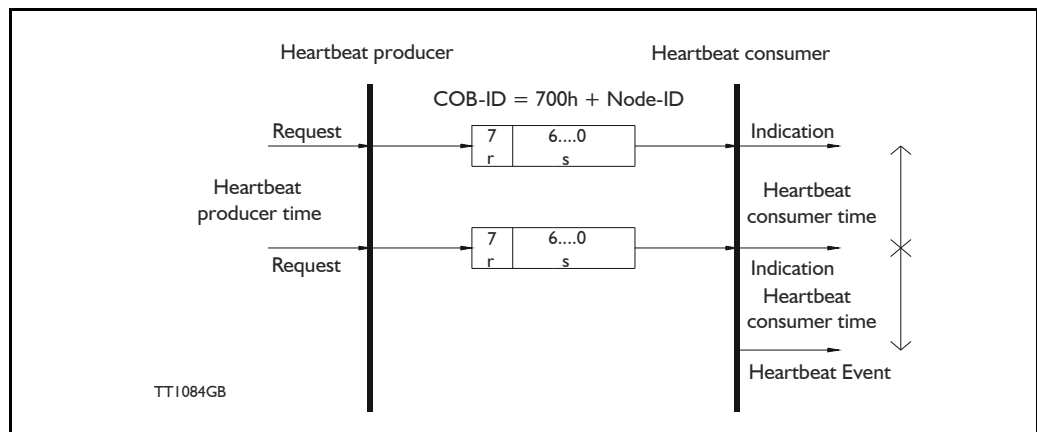 Heartbeat producer
Heartbeat consumer
COB-ID = 700h + Node-ID
Request
7
6....0
r
s
Indication
Heartbeat
producer time
Heartbeat
consumer time
Request
7
6....0
r
s
Indication
Heartbeat
consumer time
Heartbeat Event
TT1084GB